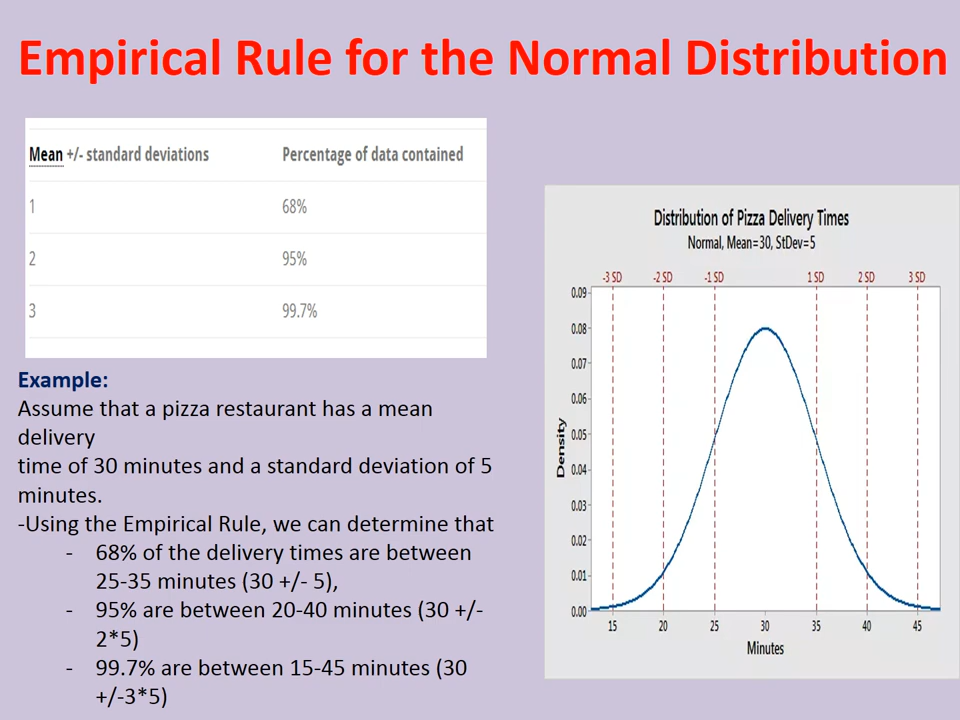 Empirical Rule for the Normal Distribution
Mean +/- standard deviations Percentage of data contained
1 68%
2 95%
3 99.7%
Example:
Assume that a pizza restaurant has a mean
delivery
time of 30 minutes and a standard deviation of 5
minutes.
-Using the Empirical Rule, we can determine that
- 68% of the delivery times are between
25-35 minutes (30 +/- 5),
- 95% are between 20-40 minutes (30 +/-
2*5)
- 99.7% are between 15-45 minutes (30
+/-3*5)
Distribution of Pizza Delivery Times
Normal, Mean=30, StDev=5
-3 SD -2 SD -1 SD 1 SD 2 SD 3 SD
0.09
0.08
0.07
0.06
0.05
0.04
0.03
0.02
0.01
0.00
Density
15 20 25 30 35 40 45
Minutes